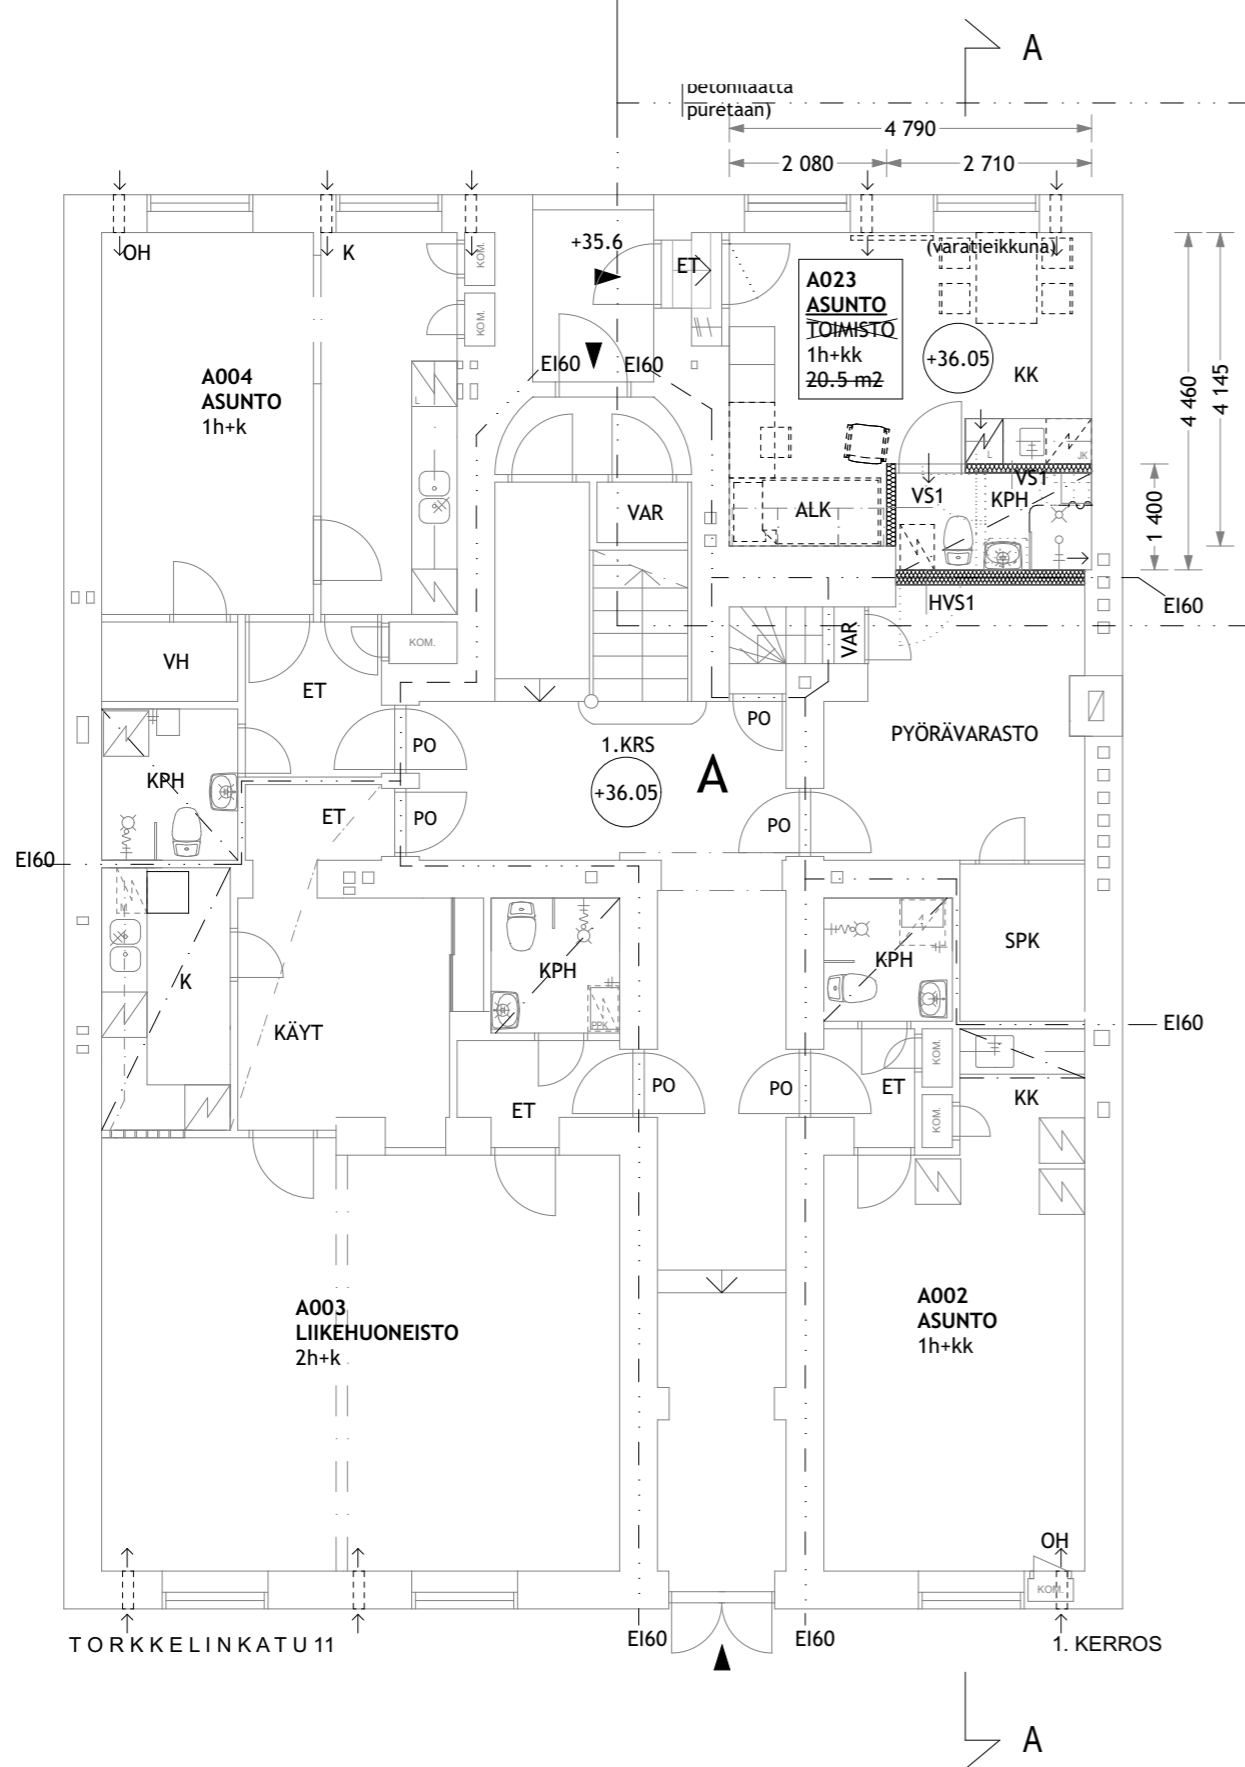 A
betonilaatta
puretaan)
4 790
2 080
2 710
OH
K
KOM.
KOM.
+35.6
ET
(varatieikkuna)
A023
ASUNTO
TOIMISTO
1h+kk
20.5 m2
+36.05
KK
4 460
4 145
1 400
A004
ASUNTO
1h+k
EI60
EI60
L
L
JK
VAR
ALK
VS1
VS1
KPH
HVS1
EI60
VAR
KOM.
VH
ET
PO
PO
1.KRS
+36.05
A
PYÖRÄVARASTO
KPH
ET
PO
PO
EI60
M
K
KÄYT
KPH
PPK
KPH
SPK
EI60
KOM.
KOM.
ET
PO
PO
ET
KK
A003
LIIKEHUONEISTO
2h+k
A002
ASUNTO
1h+kk
OH
KOM.
TORKKELINKATU 11
EI60
EI60
1. KERROS
A